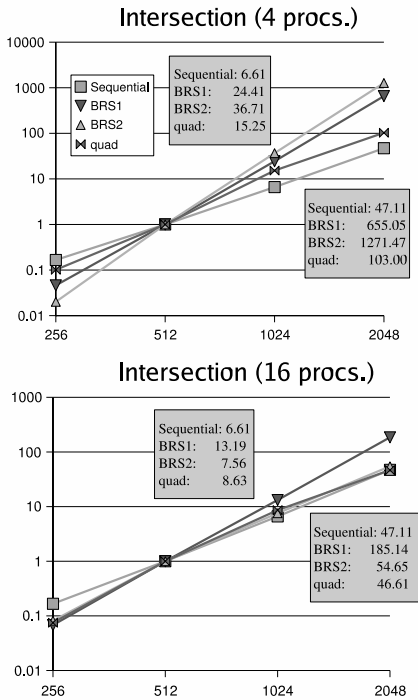 Intersection (4 procs.)
10000
1000
100
10
1
0.1
0.01
Sequential
BRS1
BRS2
quad
Sequential: 6.61
BRS1: 24.41
BRS2: 36.71
quad: 15.25
Sequential: 47.11
BRS1: 655.05
BRS2: 1271.47
quad: 103.00
256 512 1024 2048
Intersection (16 procs.)
1000
100
10
1
0.1
0.01
Sequential: 6.61
BRS1: 13.19
BRS2: 7.56
quad: 8.63
Sequential: 47.11
BRS1: 185.14
BRS2: 54.65
quad: 46.61
256 512 1024 2048